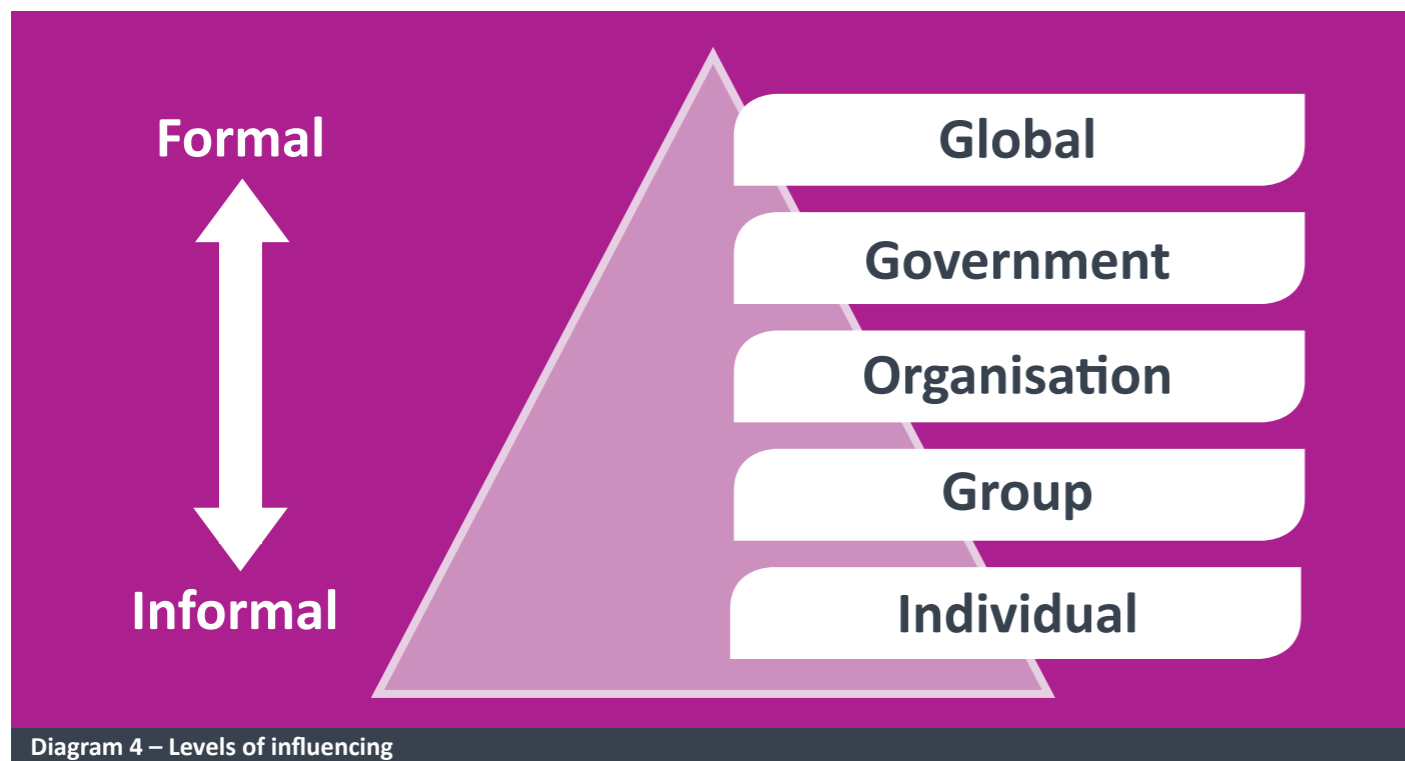 Formal
Informal
Global
Government
Organisation
Group
Individual
Diagram 4 – Levels of influencing